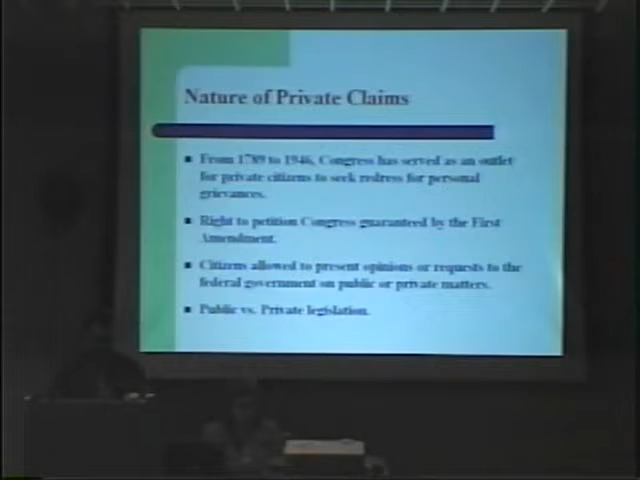 Nature of Private Claims
From 1789 to 1946, Congress has served as an outlet
for private citizens to seek redress for personal
grievances.
Right to petition Congress guaranteed by the First
Amendment.
Citizens allowed to present opinions or requests to the
federal government on public or private matters.
Public vs. Private legislation.